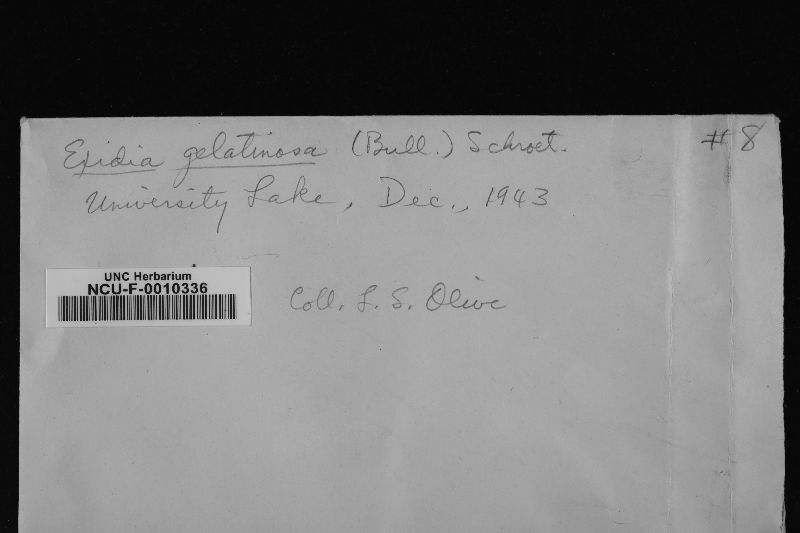 Exidia gelatinosa (Bull.) Schroet. # 8
University Lake, Dec., 1943
UNC Herbarium
NCU-F-0010336
Coll. L. S. Olive